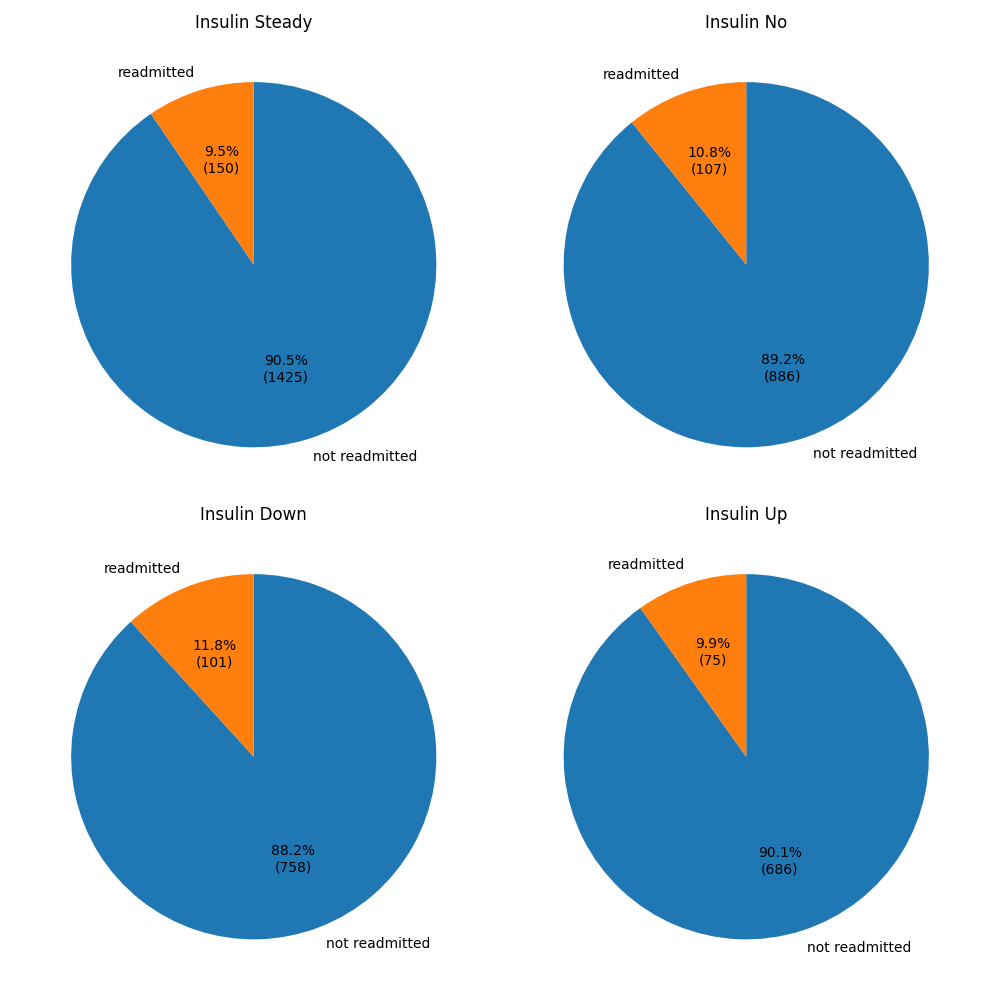 Insulin Steady
readmitted
9.5%
(150)
90.5%
(1425)
not readmitted
Insulin No
readmitted
10.8%
(107)
89.2%
(886)
not readmitted
Insulin Down
readmitted
11.8%
(101)
88.2%
(758)
not readmitted
Insulin Up
readmitted
9.9%
(75)
90.1%
(686)
not readmitted